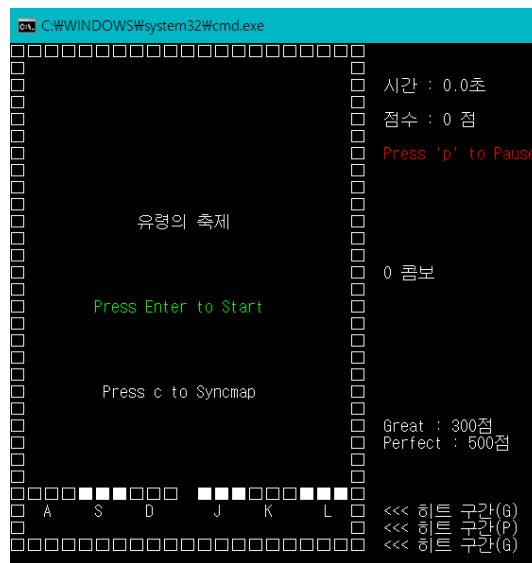 C:₩WINDOWS₩system32₩cmd.exe
시간 : 0.0초
점수 : 0 점
Press 'p' to Pause
유령의 축제
0 콤보
Press Enter to Start
Press c to Syncmap
Great : 300점
Perfect : 500점
A S D J K L
<<< 히트 구간(G)
<<< 히트 구간(P)
<<< 히트 구간(G)